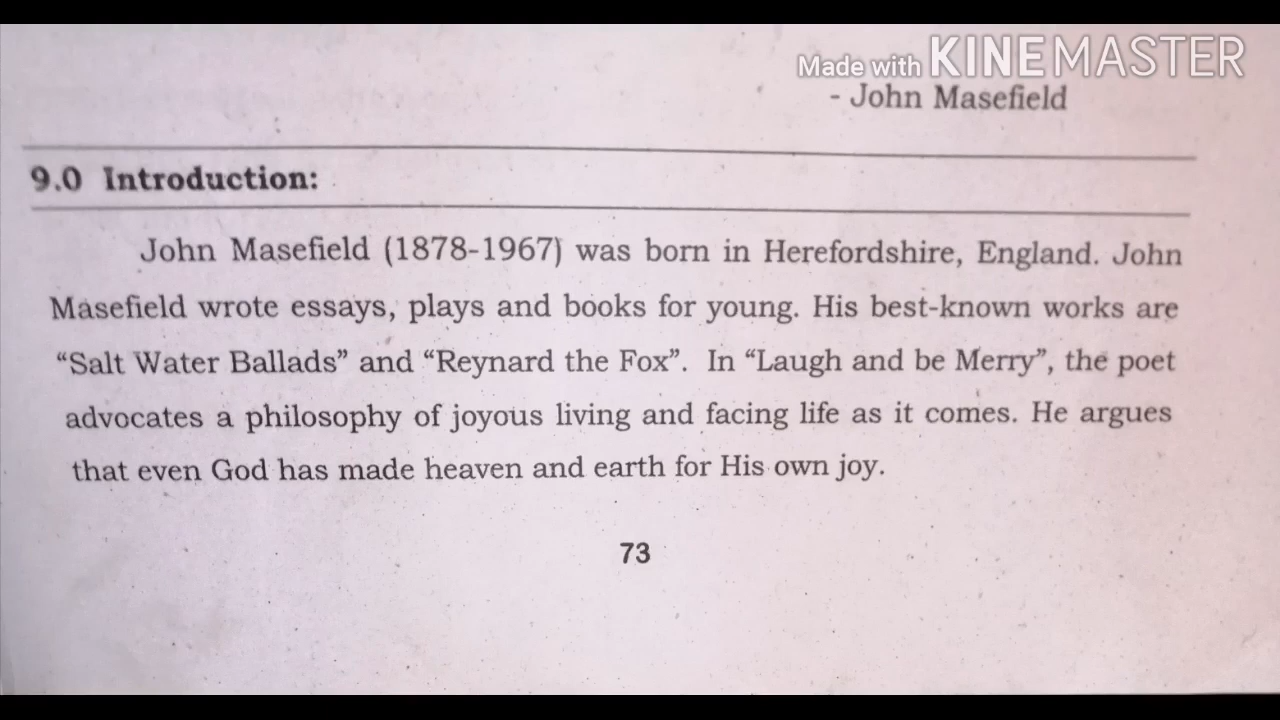 Made with KINEMASTER
- John Masefield
9.0 Introduction:
John Masefield (1878-1967) was born in Herefordshire, England. John
Masefield wrote essays, plays and books for young. His best-known works are
“Salt Water Ballads” and “Reynard the Fox”. In “Laugh and be Merry”, the poet
advocates a philosophy of joyous living and facing life as it comes. He argues
that even God has made heaven and earth for His own joy.
73